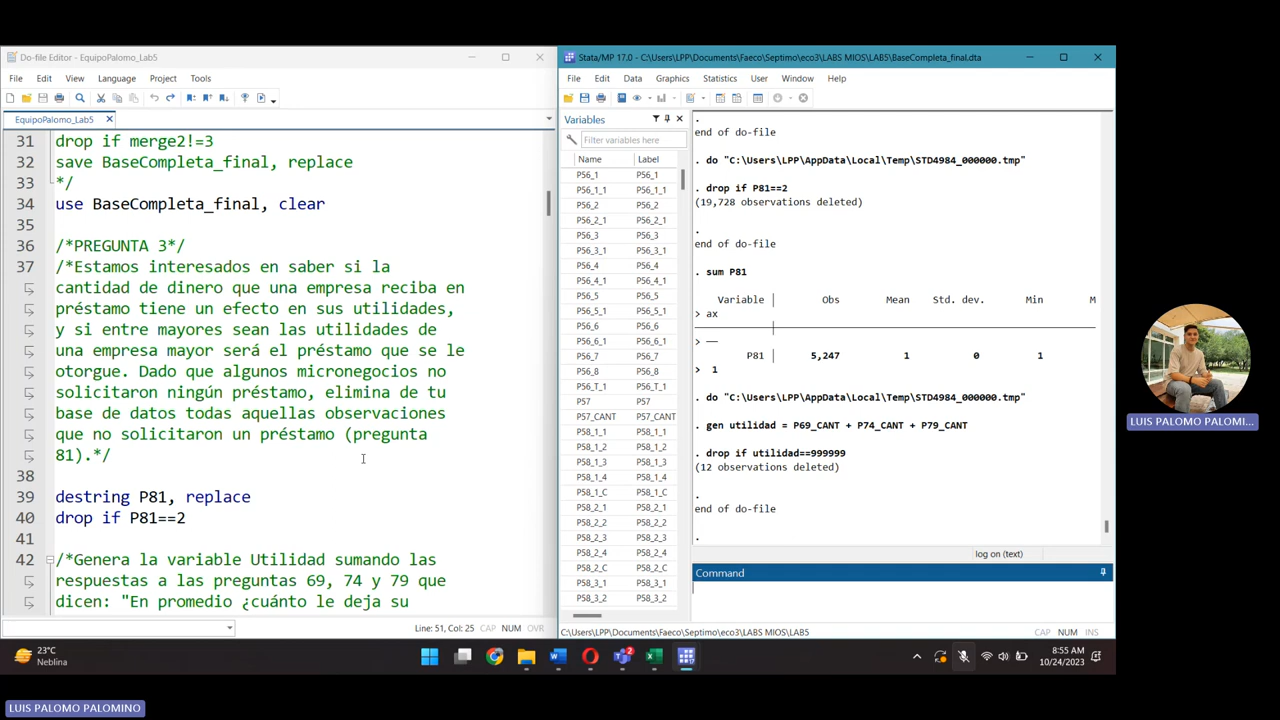 Do-file Editor - EquipoPalomo_Lab5
File Edit View Language Project Tools
EquipoPalomo_Lab5
31 drop if merge2!=3
32 save BaseCompleta_final, replace
33 */
34 use BaseCompleta_final, clear
35
36 /*PREGUNTA 3*/
37 /*Estamos interesados en saber si la
cantidad de dinero que una empresa reciba en
préstamo tiene un efecto en sus utilidades,
y si entre mayores sean las utilidades de
una empresa mayor será el préstamo que se le
otorgue. Dado que algunos micronegocios no
solicitaron ningún préstamo, elimina de tu
base de datos todas aquellas observaciones
que no solicitaron un préstamo (pregunta
81).*/
38
39 destring P81, replace
40 drop if P81==2
41
42 /*Genera la variable Utilidad sumando las
respuestas a las preguntas 69, 74 y 79 que
dicen: "En promedio ¿cuánto le deja su
Line: 51, Col: 25 CAP NUM OVR
Stata/MP 17.0 - C:\Users\LPP\Documents\Faeco\Septimo\eco3\LABS MIOS\LAB5\BaseCompleta_final.dta
File Edit Data Graphics Statistics User Window Help
Variables
Filter variables here
Name Label
P56_1 P56_1
P56_1_1 P56_1_1
P56_2 P56_2
P56_2_1 P56_2_1
P56_3 P56_3
P56_3_1 P56_3_1
P56_4 P56_4
P56_4_1 P56_4_1
P56_5 P56_5
P56_5_1 P56_5_1
P56_6 P56_6
P56_6_1 P56_6_1
P56_7 P56_7
P56_8 P56_8
P56_T_1 P56_T_1
P57 P57
P57_CANT P57_CANT
P58_1_1 P58_1_1
P58_1_2 P58_1_2
P58_1_3 P58_1_3
P58_1_4 P58_1_4
P58_1_C P58_1_C
P58_2_1 P58_2_1
P58_2_2 P58_2_2
P58_2_3 P58_2_3
P58_2_4 P58_2_4
P58_2_C P58_2_C
P58_3_1 P58_3_1
P58_3_2 P58_3_2
.
end of do-file
. do "C:\Users\LPP\AppData\Local\Temp\STD4984_000000.tmp"
. drop if P81==2
(19,728 observations deleted)
.
end of do-file
. sum P81
Variable | Obs Mean Std. dev. Min M
> ax
> —
P81 | 5,247 1 0 1
> 1
. do "C:\Users\LPP\AppData\Local\Temp\STD4984_000000.tmp"
. gen utilidad = P69_CANT + P74_CANT + P79_CANT
. drop if utilidad==999999
(12 observations deleted)
.
end of do-file
.
log on (text)
Command
C:\Users\LPP\Documents\Faeco\Septimo\eco3\LABS MIOS\LAB5 CAP NUM INS
LUIS PALOMO PALOMI...
23°C
Neblina
2
17
8:55 AM
10/24/2023
LUIS PALOMO PALOMINO